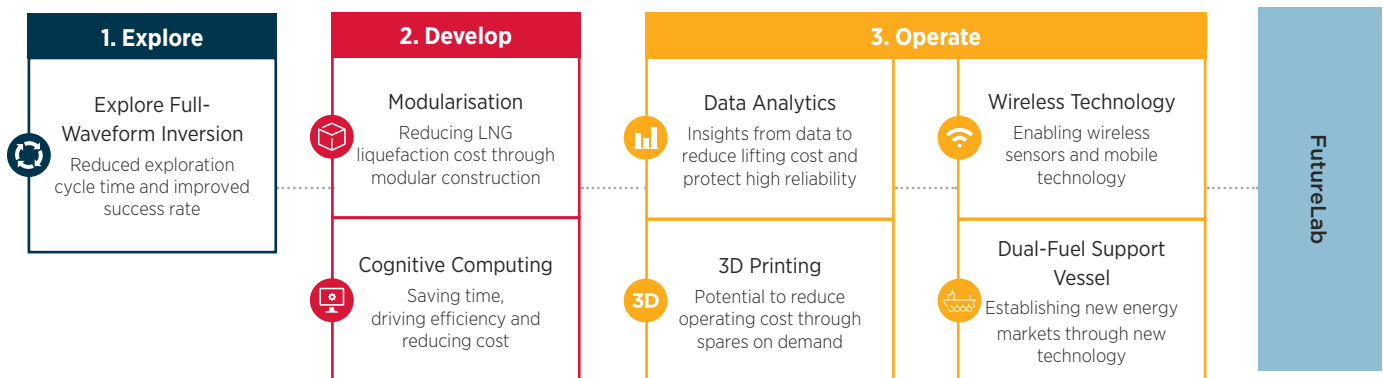 1. Explore
Explore Full-
Waveform Inversion
Reduced exploration
cycle time and improved
success rate
2. Develop
Modularisation
Reducing LNG
liquefaction cost through
modular construction
Cognitive Computing
Saving time,
driving efficiency and
reducing cost
3. Operate
Data Analytics
Insights from data to
reduce lifting cost and
protect high reliability
3D
3D Printing
Potential to reduce
operating cost through
spares on demand
Wireless Technology
Enabling wireless
sensors and mobile
technology
Dual-Fuel Support
Vessel
Establishing new energy
markets through new
technology
FutureLab